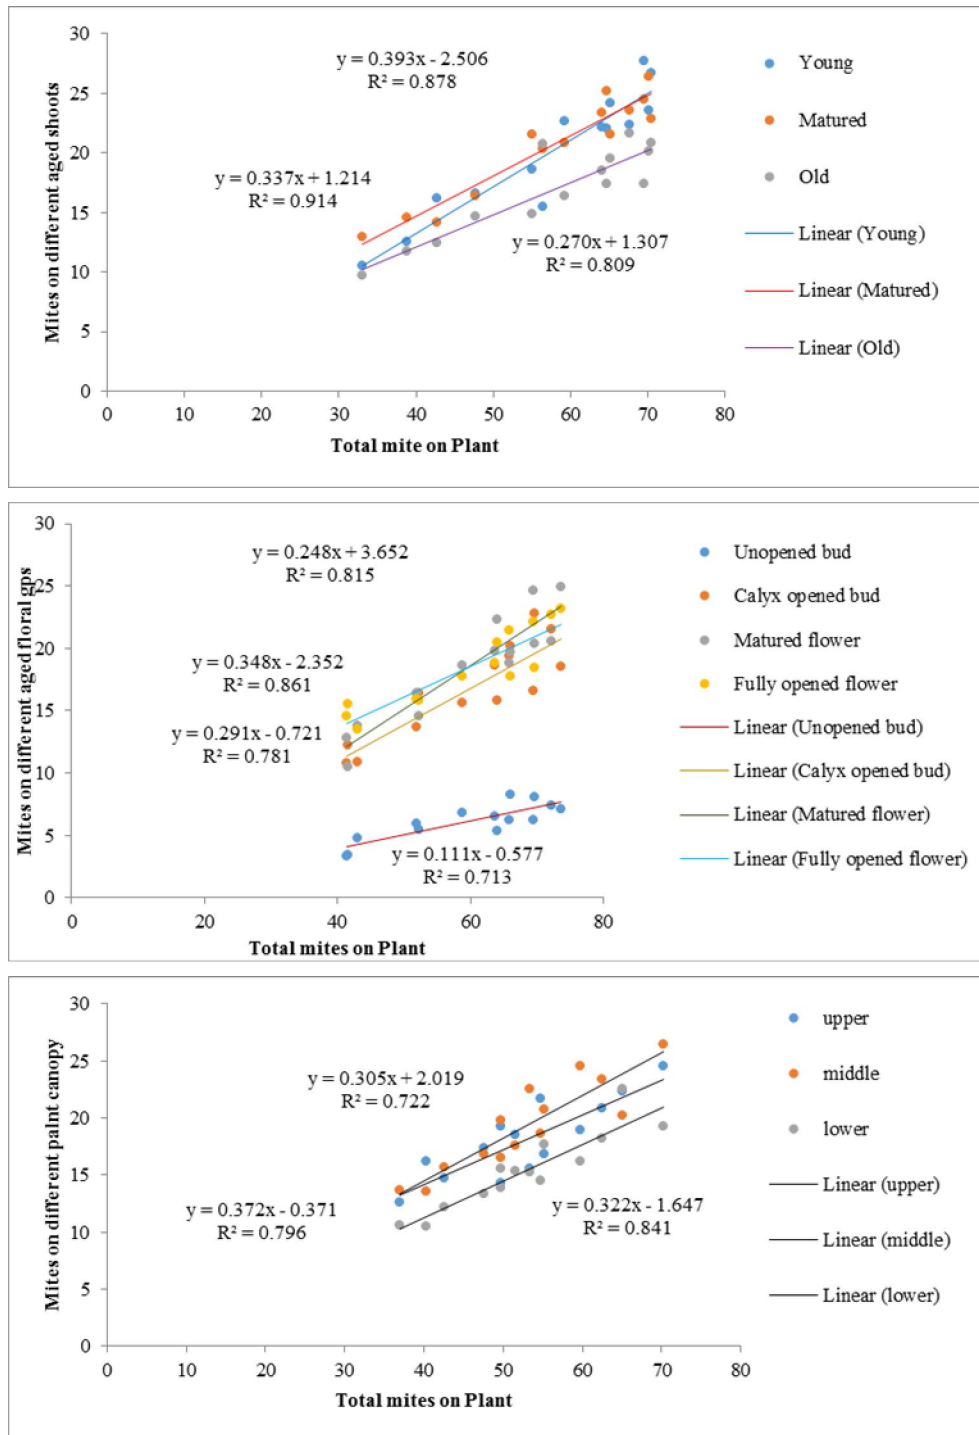 30
25
20
15
10
5
0
Mites on different aged shoots
y = 0.393x - 2.506
R² = 0.878
y = 0.337x + 1.214
R² = 0.914
y = 0.270x + 1.307
R² = 0.809
0 10 20 30 40 50 60 70 80
Total mite on Plant
Young
Matured
Old
Linear (Young)
Linear (Matured)
Linear (Old)
30
25
20
15
10
5
0
Mites on different aged floral gps
y = 0.248x + 3.652
R² = 0.815
y = 0.348x - 2.352
R² = 0.861
y = 0.291x - 0.721
R² = 0.781
y = 0.111x - 0.577
R² = 0.713
0 20 40 60 80
Total mites on Plant
Unopened bud
Calyx opened bud
Matured flower
Fully opened flower
Linear (Unopened bud)
Linear (Calyx opened bud)
Linear (Matured flower)
Linear (Fully opened flower)
30
25
20
15
10
5
0
Mites on different palnt canopy
y = 0.305x + 2.019
R² = 0.722
y = 0.372x - 0.371
R² = 0.796
y = 0.322x - 1.647
R² = 0.841
0 10 20 30 40 50 60 70 80
Total mites on Plant
upper
middle
lower
Linear (upper)
Linear (middle)
Linear (lower)